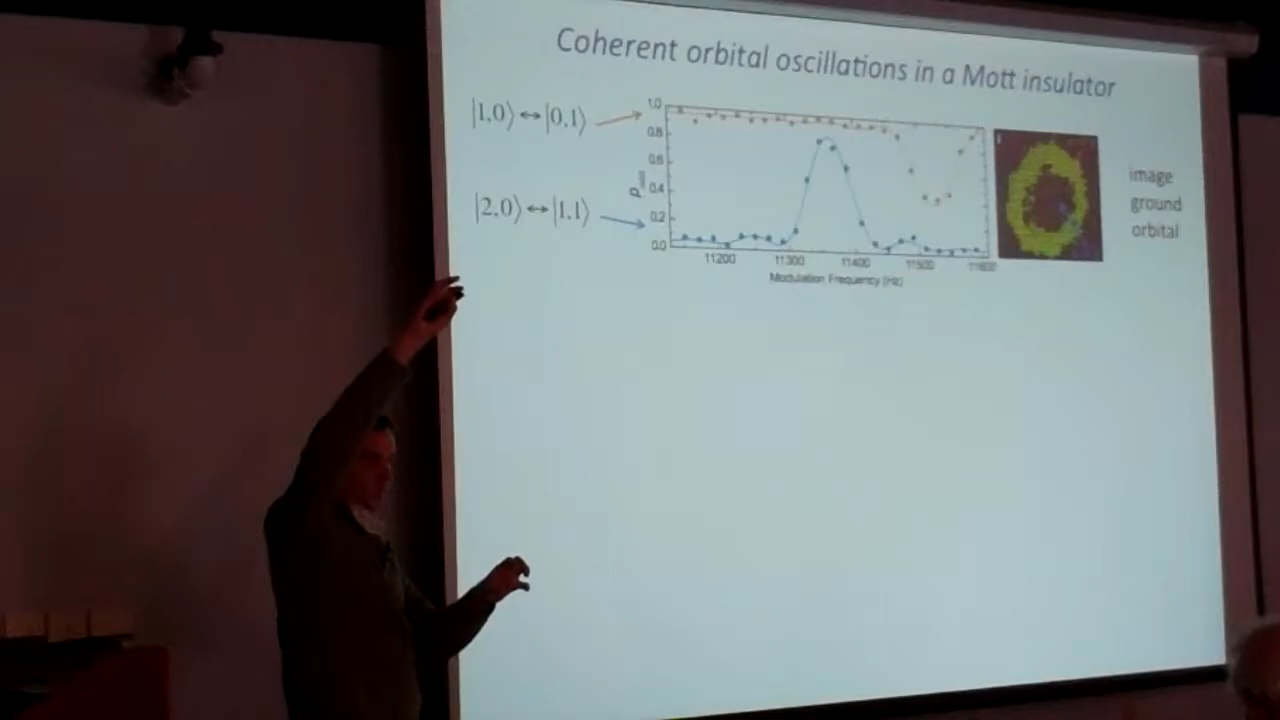 Coherent orbital oscillations in a Mott insulator
|1,0⟩↔|0,1⟩
|2,0⟩↔|1,1⟩
1.0
0.8
0.6
0.4
0.2
0.0
11200 11300 11400 11500 11600
Modulation Frequency (Hz)
image
ground
orbital